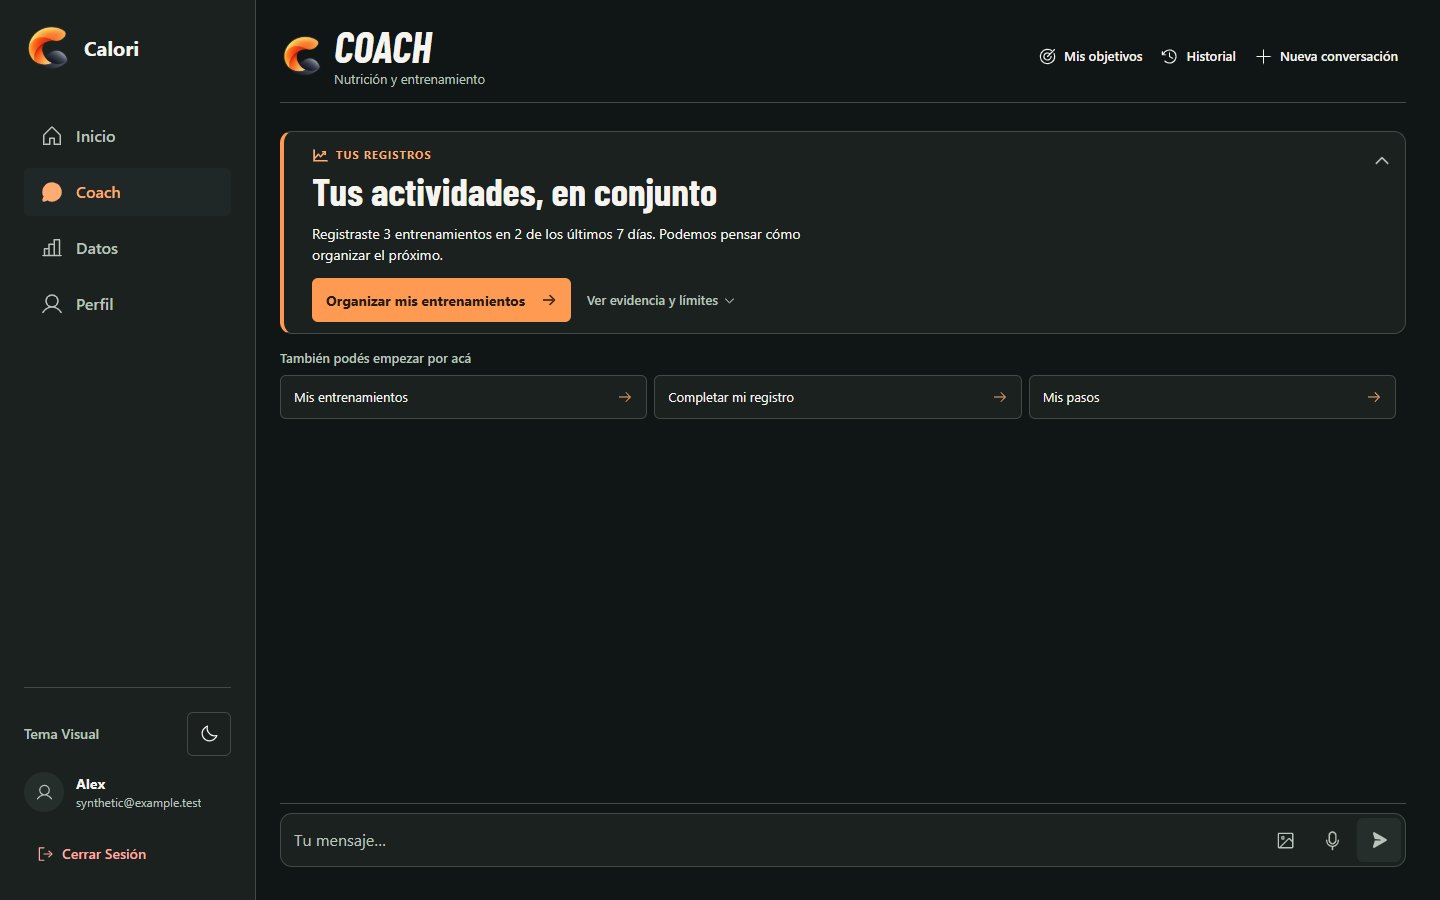 Calori
Inicio
Coach
Datos
Perfil
Tema Visual
Alex
synthetic@example.test
Cerrar Sesión
COACH
Nutrición y entrenamiento
Mis objetivos
Historial
Nueva conversación
TUS REGISTROS
Tus actividades, en conjunto
Registraste 3 entrenamientos en 2 de los últimos 7 días. Podemos pensar cómo
organizar el próximo.
Organizar mis entrenamientos
Ver evidencia y límites
También podés empezar por acá
Mis entrenamientos
Completar mi registro
Mis pasos
Tu mensaje...